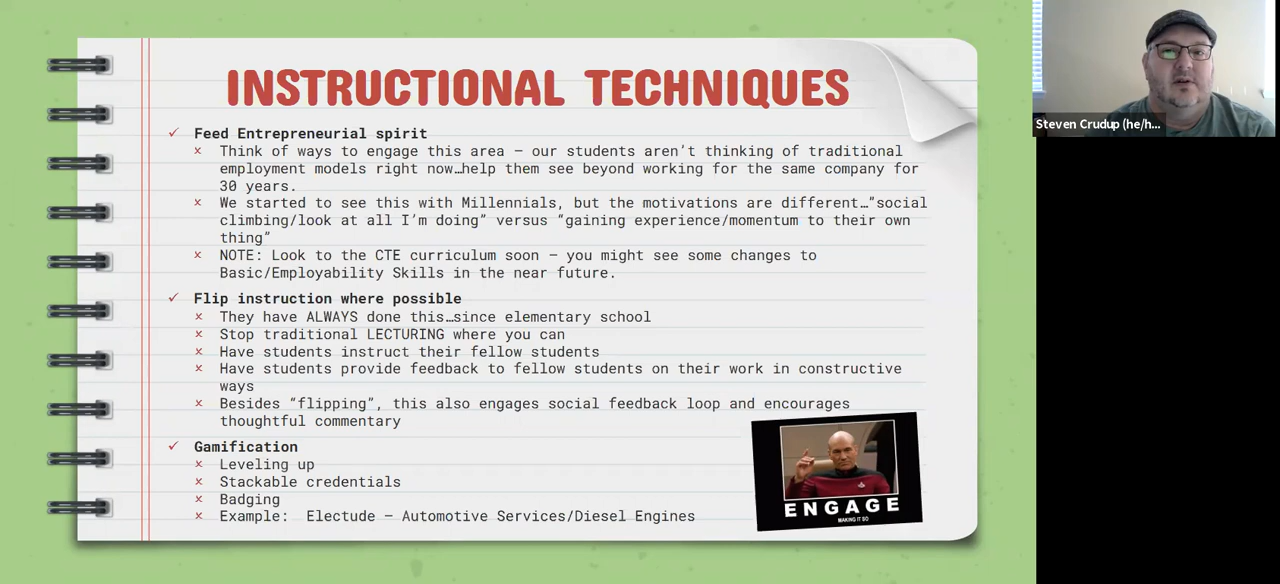 INSTRUCTIONAL TECHNIQUES
✓ Feed Entrepreneurial spirit
x Think of ways to engage this area – our students aren't thinking of traditional
employment models right now…help them see beyond working for the same company for
30 years.
x We started to see this with Millennials, but the motivations are different…"social
climbing/look at all I'm doing" versus "gaining experience/momentum to their own
thing"
x NOTE: Look to the CTE curriculum soon – you might see some changes to
Basic/Employability Skills in the near future.
✓ Flip instruction where possible
x They have ALWAYS done this…since elementary school
x Stop traditional LECTURING where you can
x Have students instruct their fellow students
x Have students provide feedback to fellow students on their work in constructive
ways
x Besides "flipping", this also engages social feedback loop and encourages
thoughtful commentary
✓ Gamification
x Leveling up
x Stackable credentials
x Badging
x Example: Electude – Automotive Services/Diesel Engines
ENGAGE
MAKING IT SO
Steven Crudup (he/h...